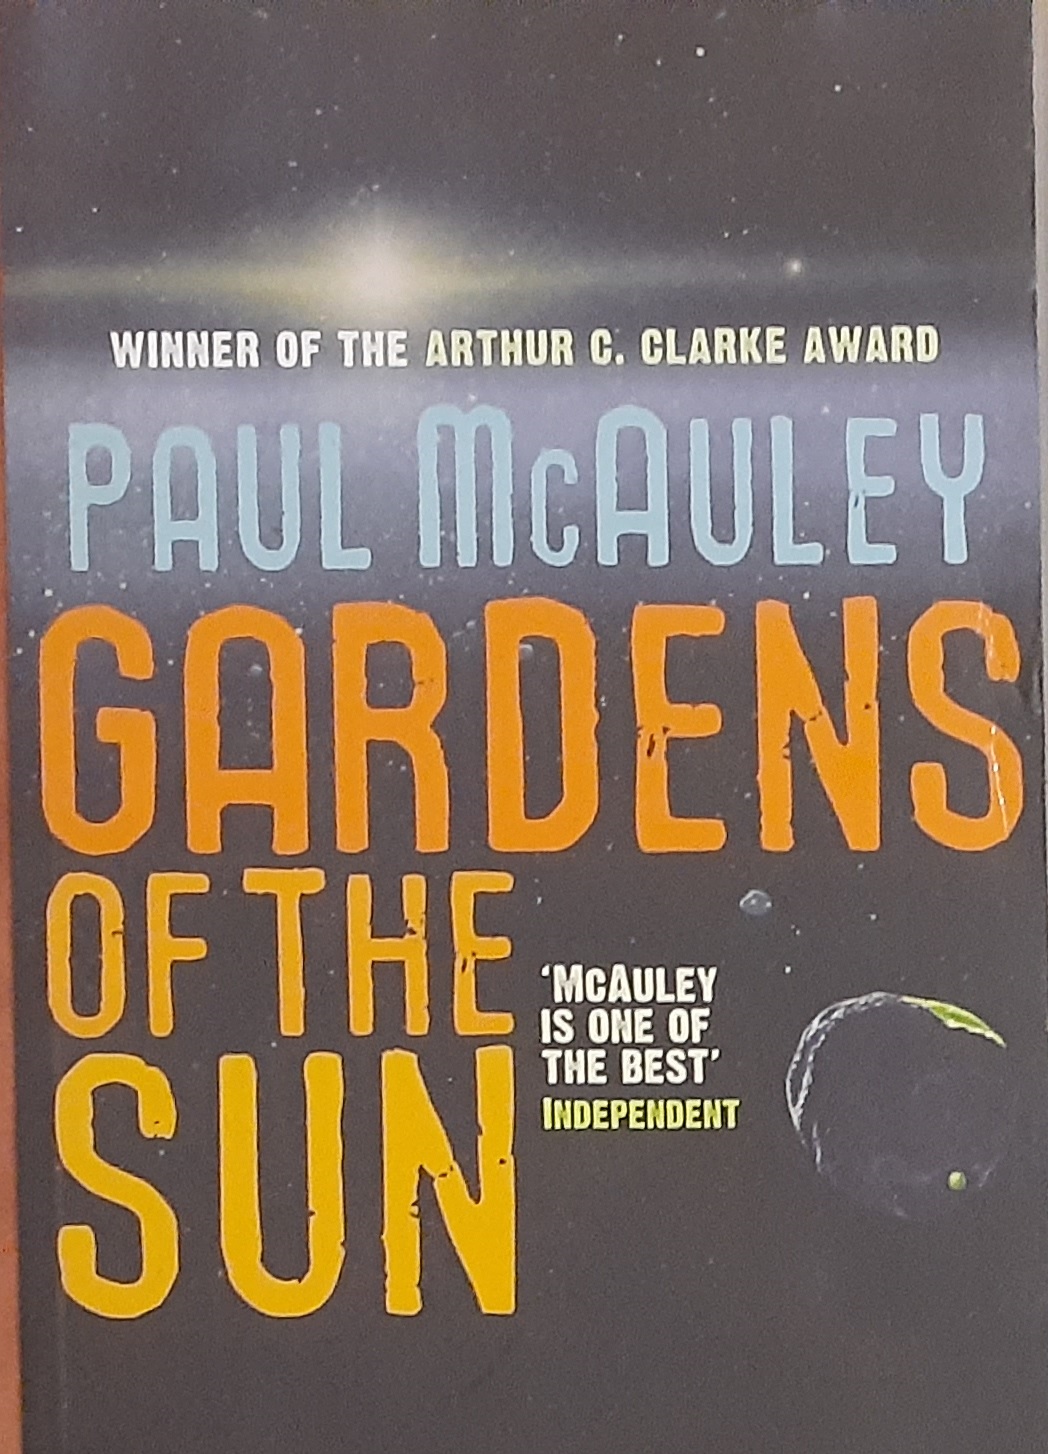 WINNER OF THE ARTHUR C. CLARKE AWARD
PAUL McAULEY
GARDENS
OF THE
SUN
‘McAULEY
IS ONE OF
THE BEST’
INDEPENDENT